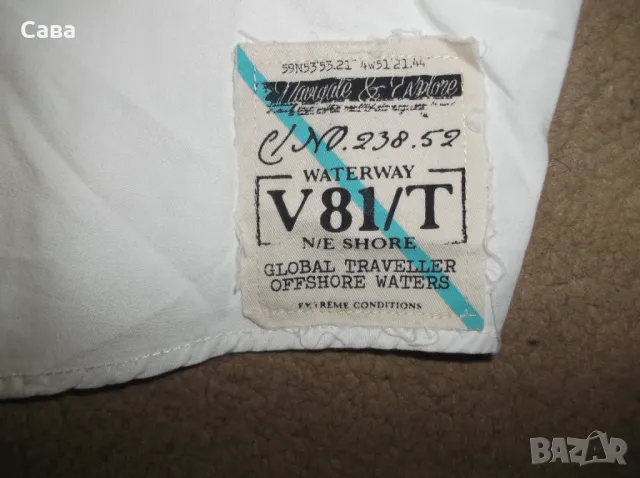 Сава
59N53'53.21" 4W51'21.44"
Navigate & Explore
C/NO.238.52
WATERWAY
V81/T
N/E SHORE
GLOBAL TRAVELLER
OFFSHORE WATERS
EXTREME CONDITIONS
BAZAR